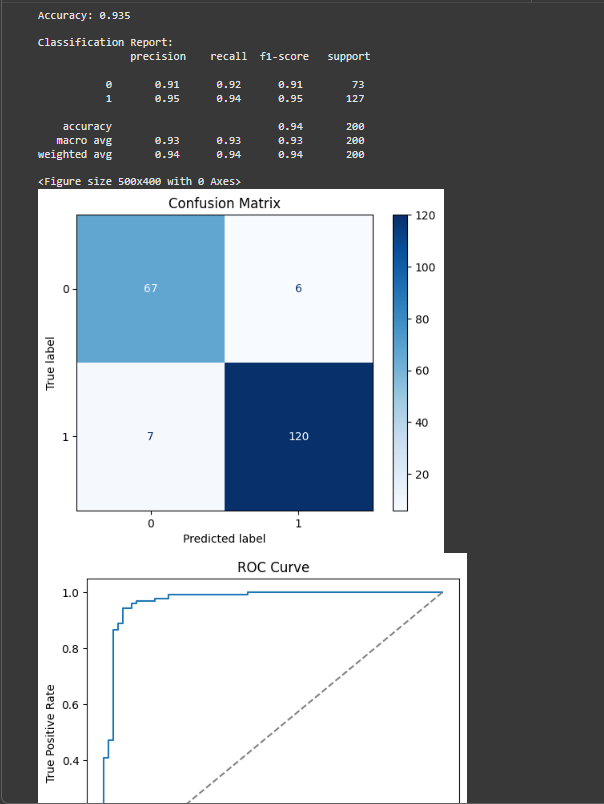 Accuracy: 0.935
Classification Report:
precision recall f1-score support
0 0.91 0.92 0.91 73
1 0.95 0.94 0.95 127
accuracy 0.94 200
macro avg 0.93 0.93 0.93 200
weighted avg 0.94 0.94 0.94 200
<Figure size 500x400 with 0 Axes>
Confusion Matrix
True label
0
1
67 6
7 120
0 1
Predicted label
120
100
80
60
40
20
ROC Curve
True Positive Rate
1.0
0.8
0.6
0.4